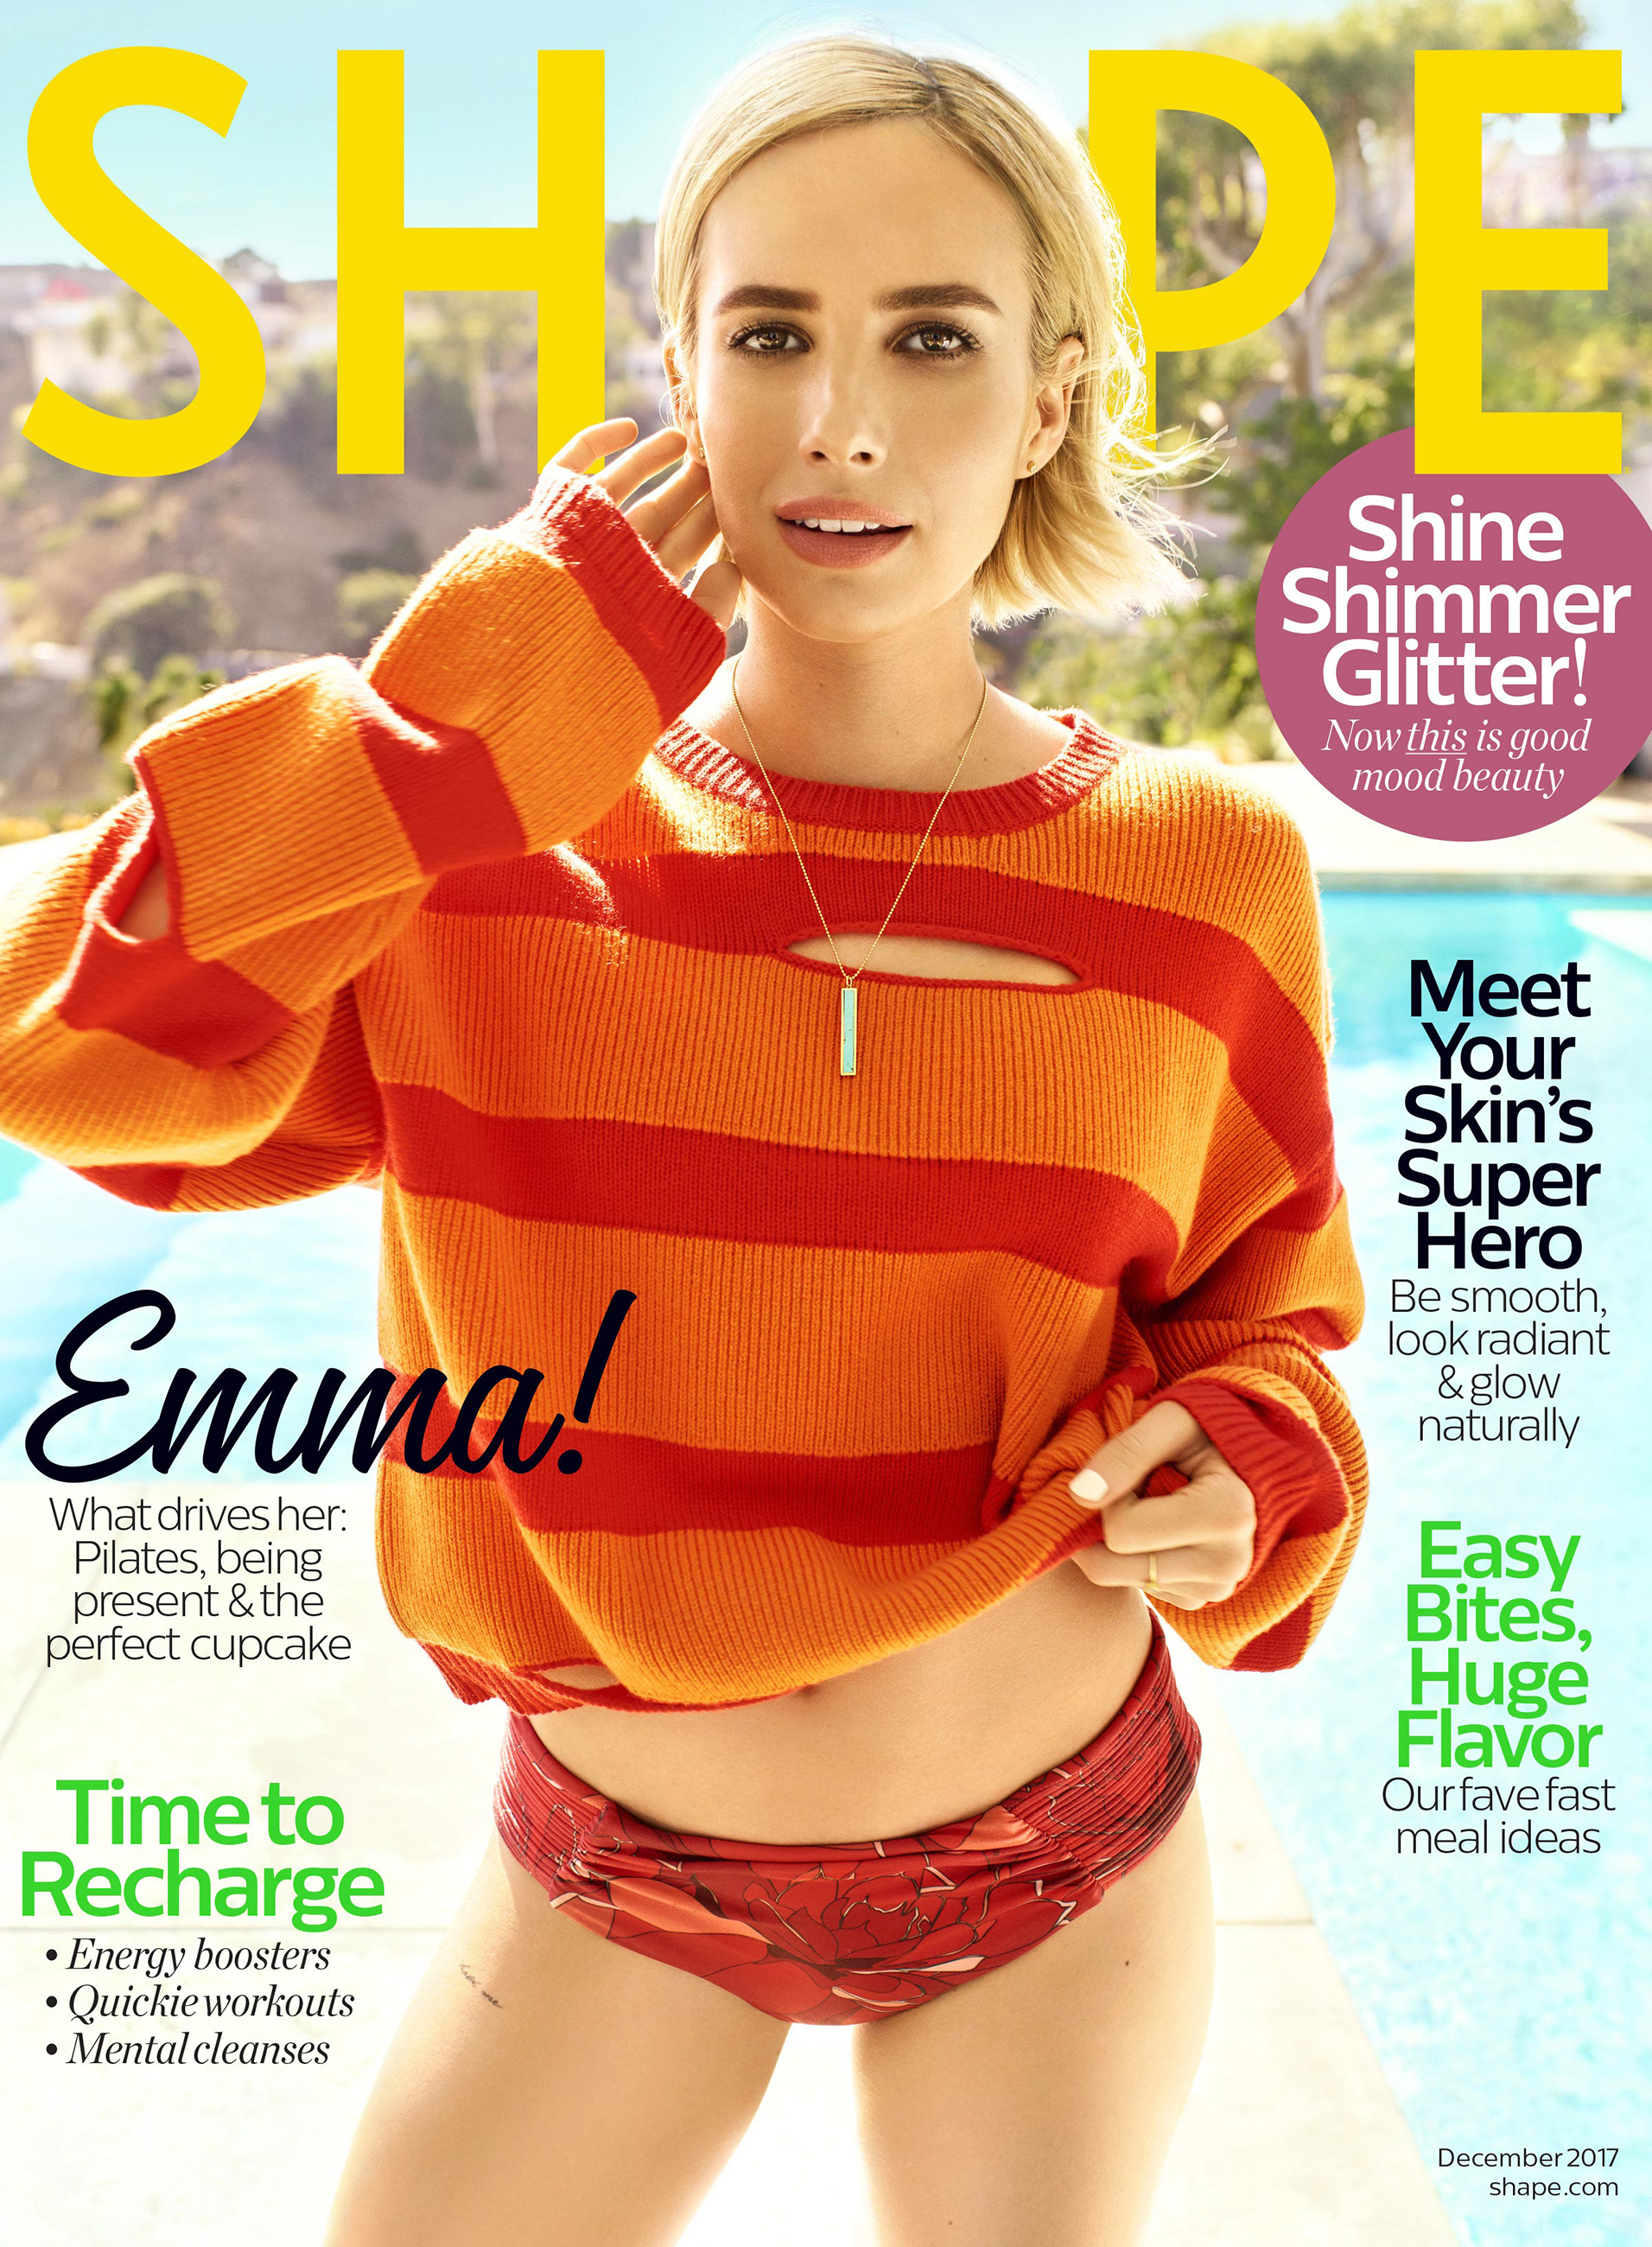 SHAPE
Shine
Shimmer
Glitter!
Now this is good
mood beauty
Meet
Your
Skin's
Super
Hero
Be smooth,
look radiant
& glow
naturally
Emma!
What drives her:
Pilates, being
present & the
perfect cupcake
Easy
Bites,
Huge
Flavor
Our fave fast
meal ideas
Time to
Recharge
• Energy boosters
• Quickie workouts
• Mental cleanses
December 2017
shape.com